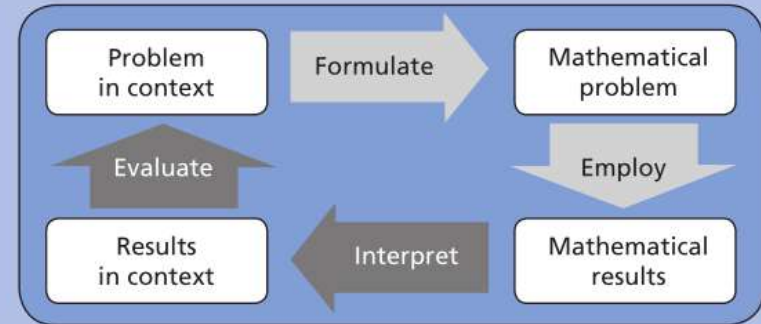 Problem
in context
Formulate
Mathematical
problem
Evaluate
Employ
Results
in context
Interpret
Mathematical
results